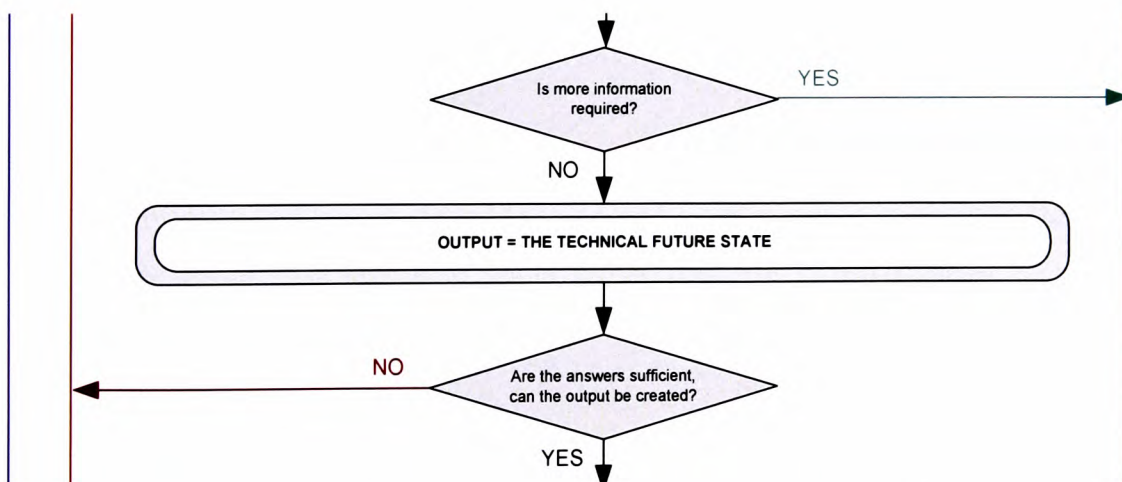 Is more information
required?
YES
NO
OUTPUT = THE TECHNICAL FUTURE STATE
NO
Are the answers sufficient,
can the output be created?
YES